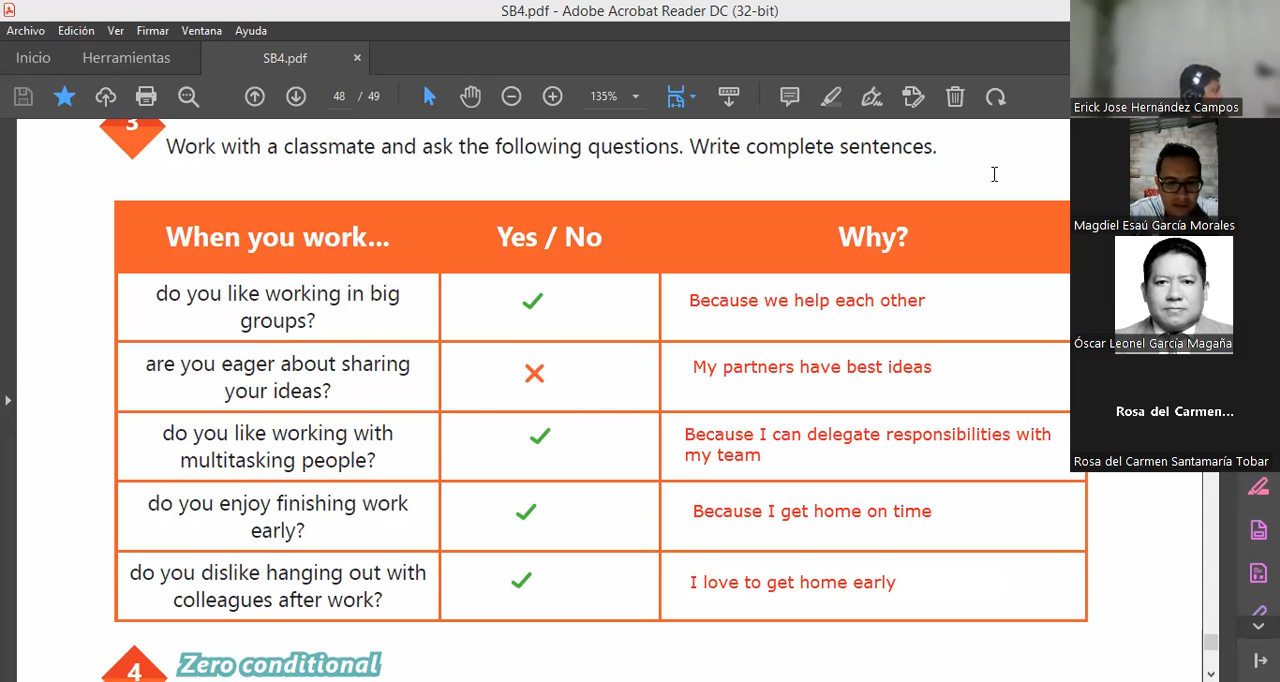 SB4.pdf - Adobe Acrobat Reader DC (32-bit)
Archivo Edición Ver Firmar Ventana Ayuda
Inicio Herramientas SB4.pdf ×
48 / 49 135%
3
Work with a classmate and ask the following questions. Write complete sentences.
When you work... Yes / No Why?
do you like working in big
groups?
Because we help each other
are you eager about sharing
your ideas?
My partners have best ideas
do you like working with
multitasking people?
Because I can delegate responsibilities with
my team
do you enjoy finishing work
early?
Because I get home on time
do you dislike hanging out with
colleagues after work?
I love to get home early
4 Zero conditional
Erick Jose Hernández Campos
Magdiel Esaú García Morales
Óscar Leonel García Magaña
Rosa del Carmen...
Rosa del Carmen Santamaría Tobar